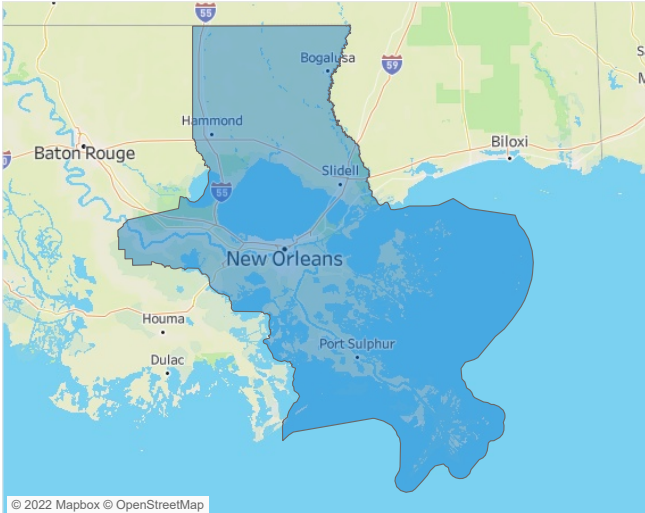 55
Bogalusa
59
S
Hammond
Biloxi
M
Baton Rouge
Slidell
55
New Orleans
Houma
Port Sulphur
Dulac
© 2022 Mapbox © OpenStreetMap